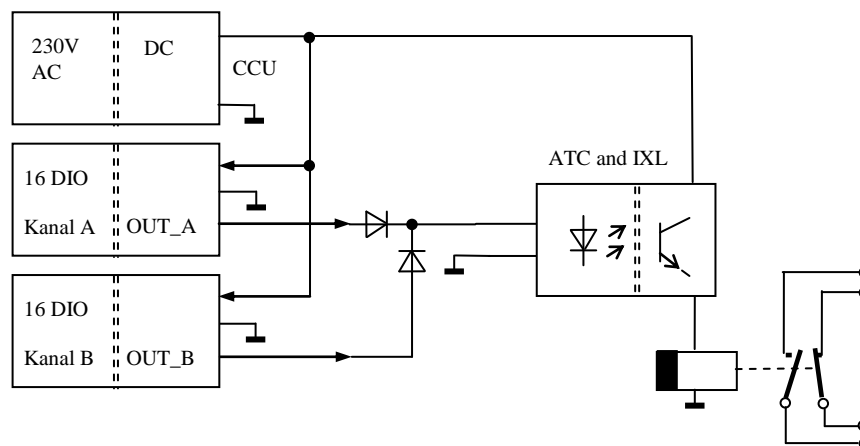 230V
AC
DC
CCU
16 DIO
Kanal A
OUT_A
ATC and IXL
16 DIO
Kanal B
OUT_B